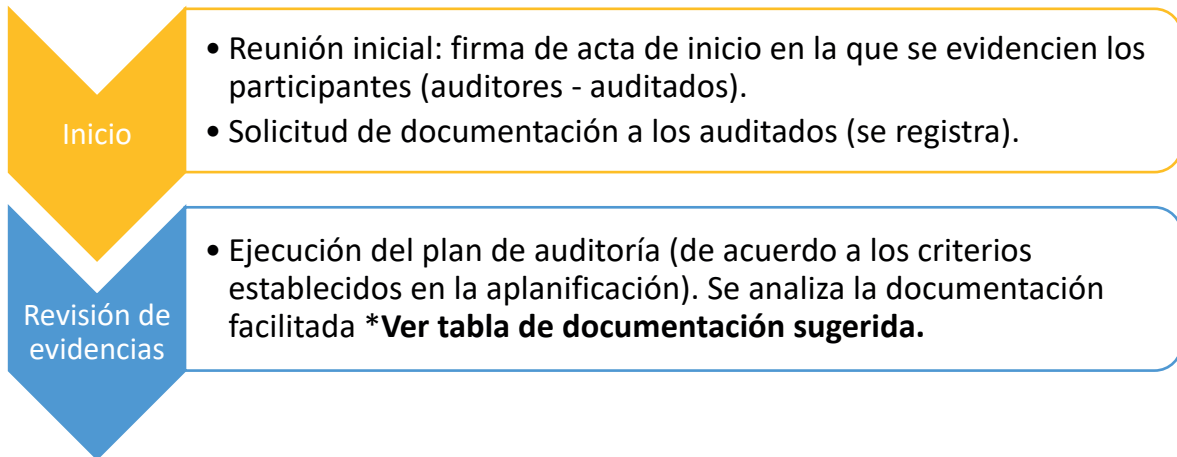 Inicio
• Reunión inicial: firma de acta de inicio en la que se evidencien los
participantes (auditores - auditados).
• Solicitud de documentación a los auditados (se registra).
Revisión de
evidencias
• Ejecución del plan de auditoría (de acuerdo a los criterios
establecidos en la aplanificación). Se analiza la documentación
facilitada *Ver tabla de documentación sugerida.